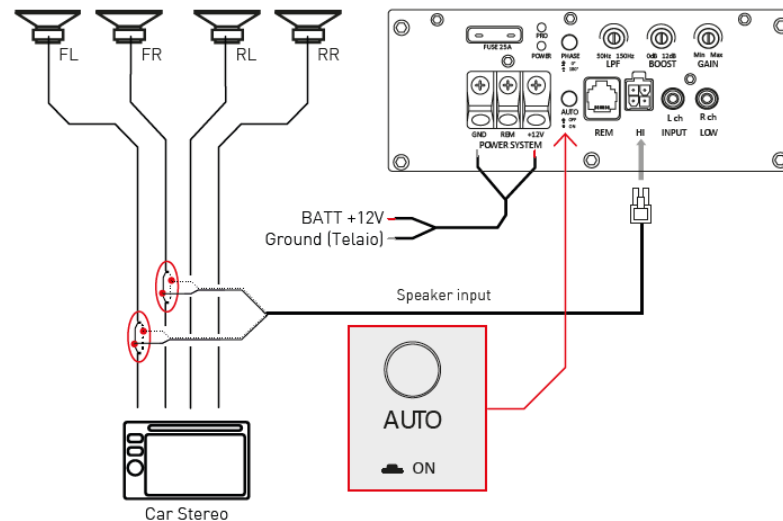 FL
FR
RL
RR
FUSE 25A
PRO
POWER
PHASE
0°
180°
50Hz 150Hz
LPF
0dB 12dB
BOOST
Min Max
GAIN
AUTO
OFF
ON
GND
REM
+12V
POWER SYSTEM
REM
HI
L ch
INPUT
R ch
LOW
BATT +12V
Ground (Telaio)
Speaker input
AUTO
ON
Car Stereo